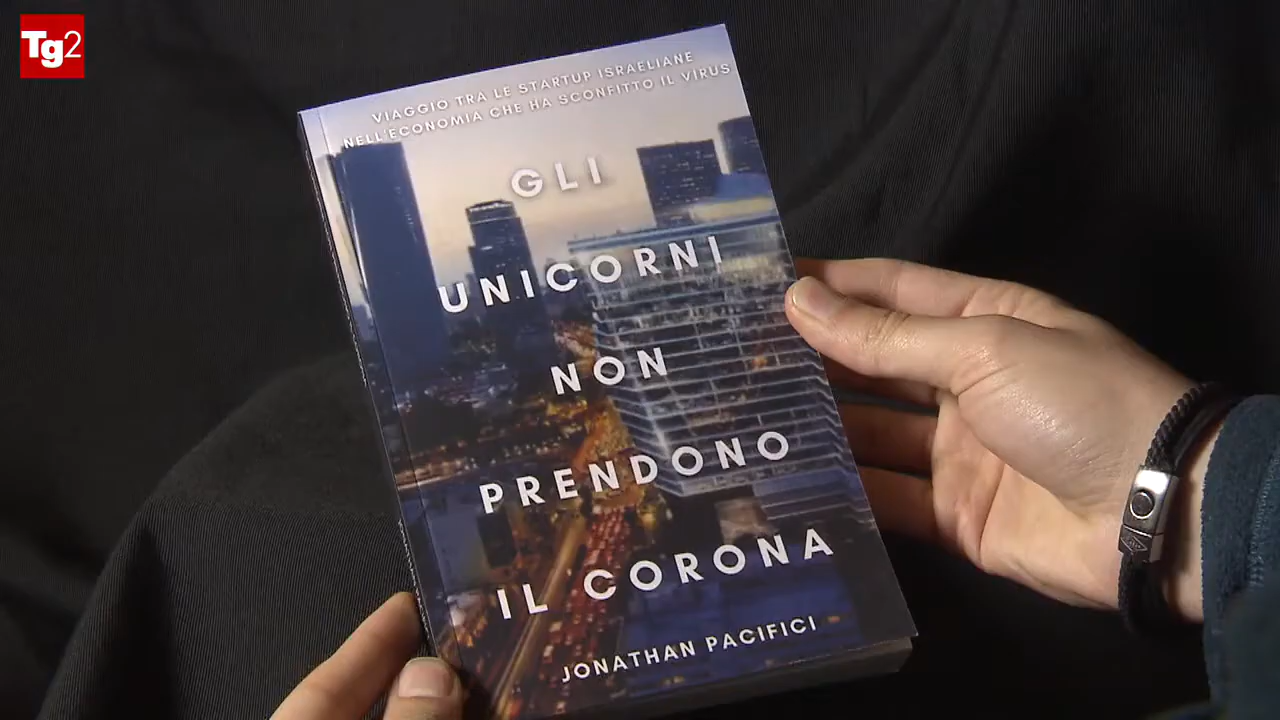 Tg2
VIAGGIO TRA LE STARTUP ISRAELIANE
NELL'ECONOMIA CHE HA SCONFITTO IL VIRUS
GLI
UNICORNI
NON
PRENDONO
IL CORONA
JONATHAN PACIFICI